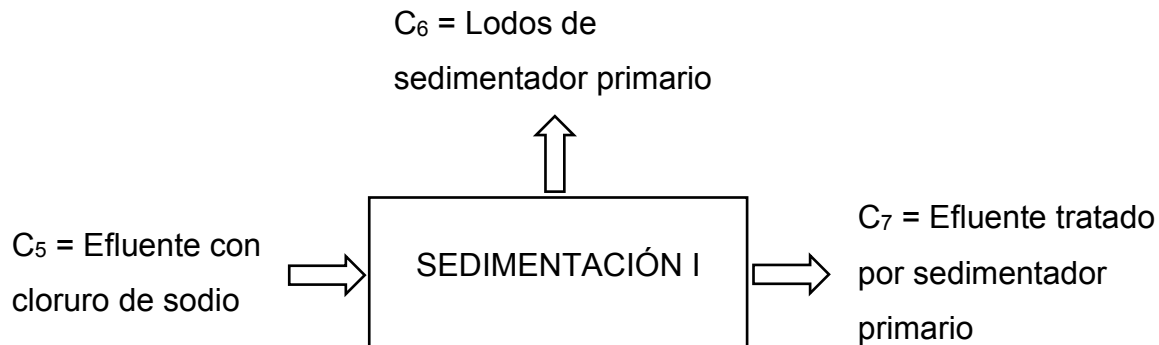 C₆ = Lodos de
sedimentador primario
C₅ = Efluente con
cloruro de sodio
SEDIMENTACIÓN I
C₇ = Efluente tratado
por sedimentador
primario